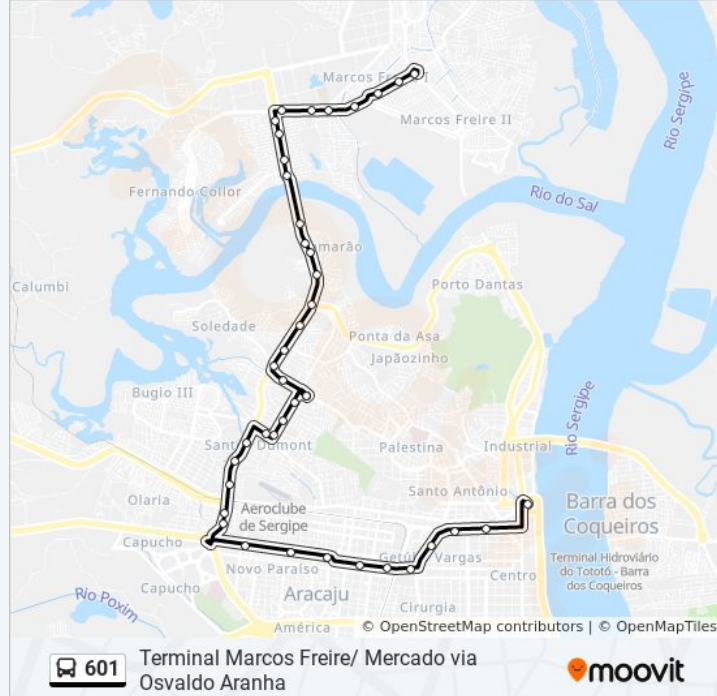 Marcos Freire I
Marcos Freire II
Rio Sergipe
Fernando Collor
Rio do Sal
amarão
Calumbi
Porto Dantas
Soledade
Ponta da Asa
Japãozinho
Bugio III
Rio Sergipe
Santos Dumont
Palestina
Industrial
Olaria
Santo Antônio
Aeroclube
de Sergipe
Barra dos
Coqueiros
Capucho
Getúlio Vargas
Novo Paraíso
Centro
Terminal Hidroviário
do Tototó - Barra
dos Coqueiros
Capucho
Rio Poxim
Aracaju
Cirurgia
América
© OpenStreetMap contributors | © OpenMapTiles
601
Terminal Marcos Freire/ Mercado via
Osvaldo Aranha
moovit